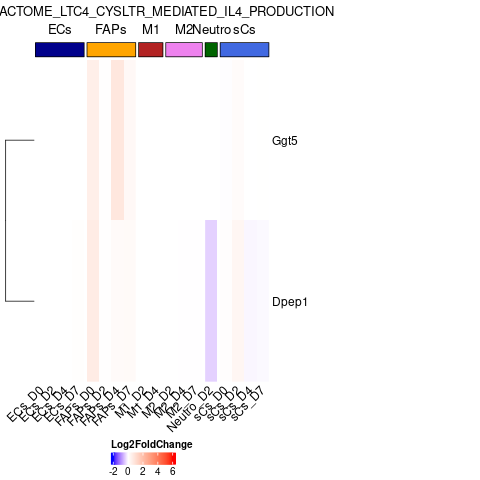 ACTOME_LTC4_CYSLTR_MEDIATED_IL4_PRODUCTION
ECs FAPs M1 M2 Neutro sCs
Ggt5
Dpep1
ECs_D0 ECs_D2 ECs_D4 ECs_D7 FAPs_D0 FAPs_D2 FAPs_D4 FAPs_D7 M1_D2 M1_D4 M2_D2 M2_D4 M2_D7 Neutro_D2 sCs_D0 sCs_D2 sCs_D4 sCs_D7
Log2FoldChange
-2 0 2 4 6